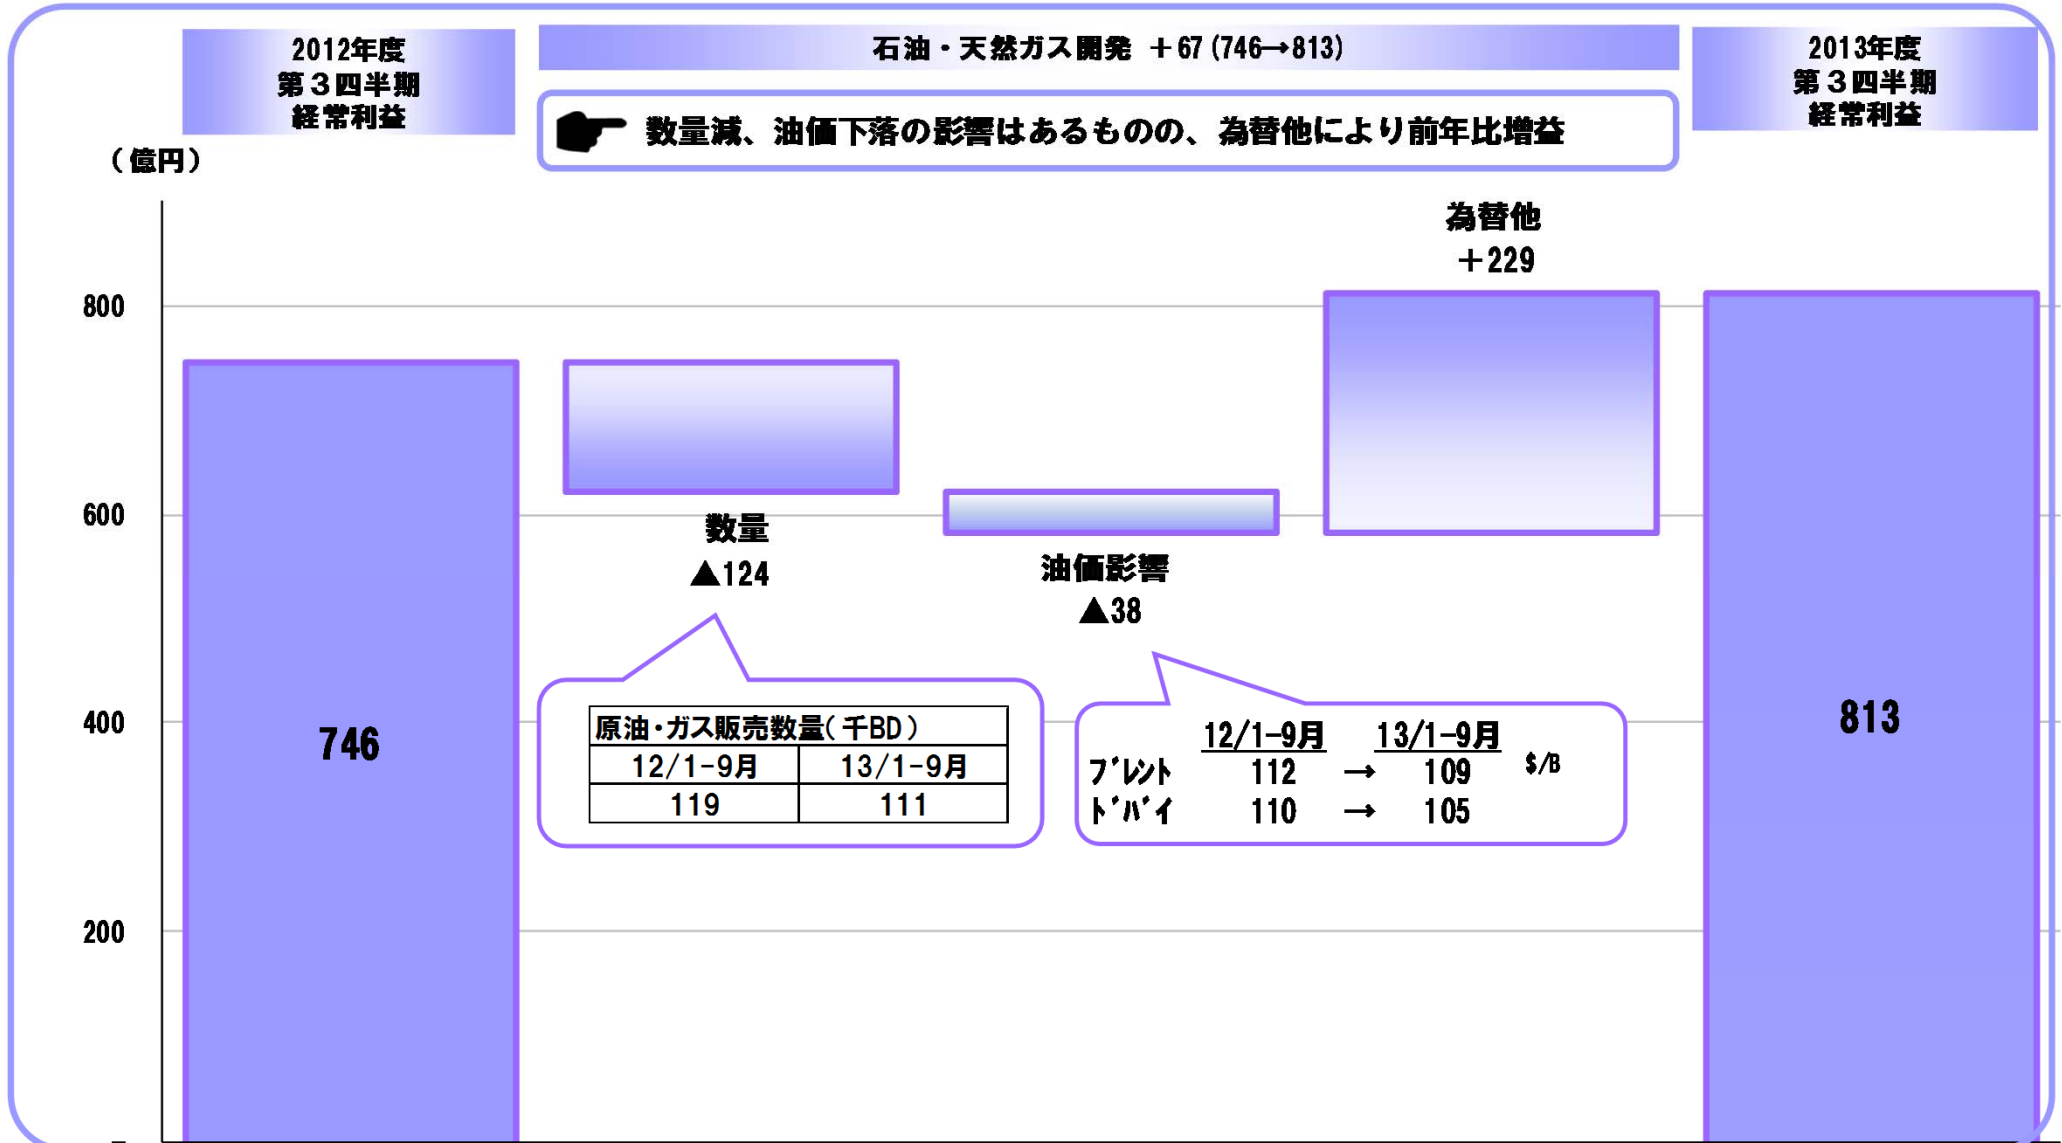 2012年度
第３四半期
経常利益
石油・天然ガス開発 ＋67(746→813)
2013年度
第３四半期
経常利益
数量減、油価下落の影響はあるものの、為替他により前年比増益
（億円）
為替他
＋229
800
600
数量
▲124
油価影響
▲38
400
746
原油・ガス販売数量（千BD）
12/1-9月 13/1-9月
119 111
12/1-9月 13/1-9月
ﾌﾞﾚﾝﾄ 112 → 109 $/B
ﾄﾞﾊﾞｲ 110 → 105
813
200